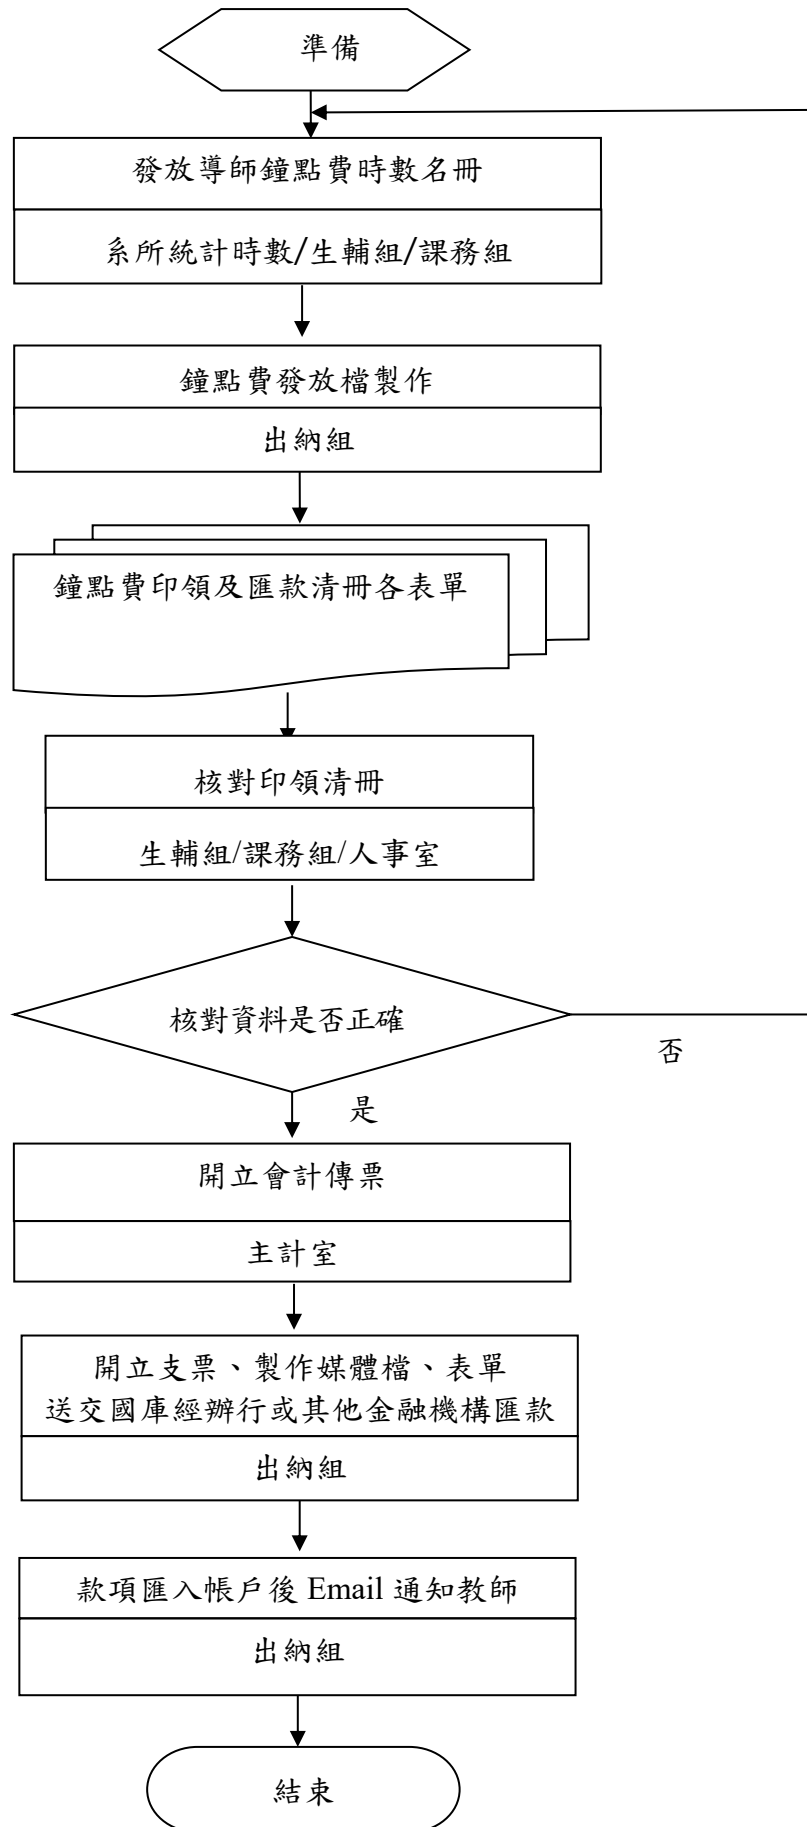 準備
發放導師鐘點費時數名冊
系所統計時數/生輔組/課務組
鐘點費發放檔製作
出納組
鐘點費印領及匯款清冊各表單
核對印領清冊
生輔組/課務組/人事室
核對資料是否正確
否
是
開立會計傳票
主計室
開立支票、製作媒體檔、表單
送交國庫經辦行或其他金融機構匯款
出納組
款項匯入帳戶後 Email 通知教師
出納組
結束